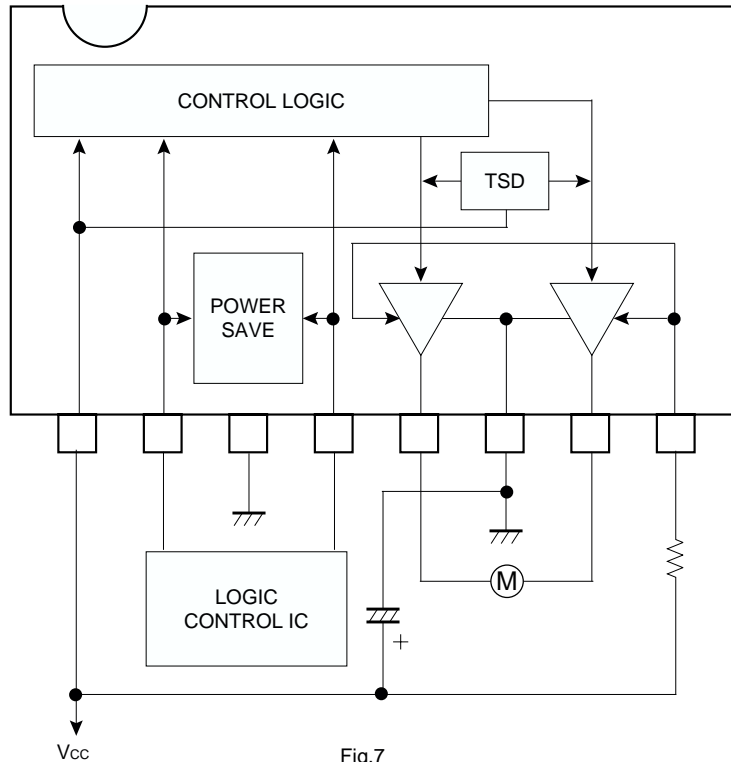 CONTROL LOGIC
TSD
POWER
SAVE
LOGIC
CONTROL IC
M
+
Vcc
Fig.7